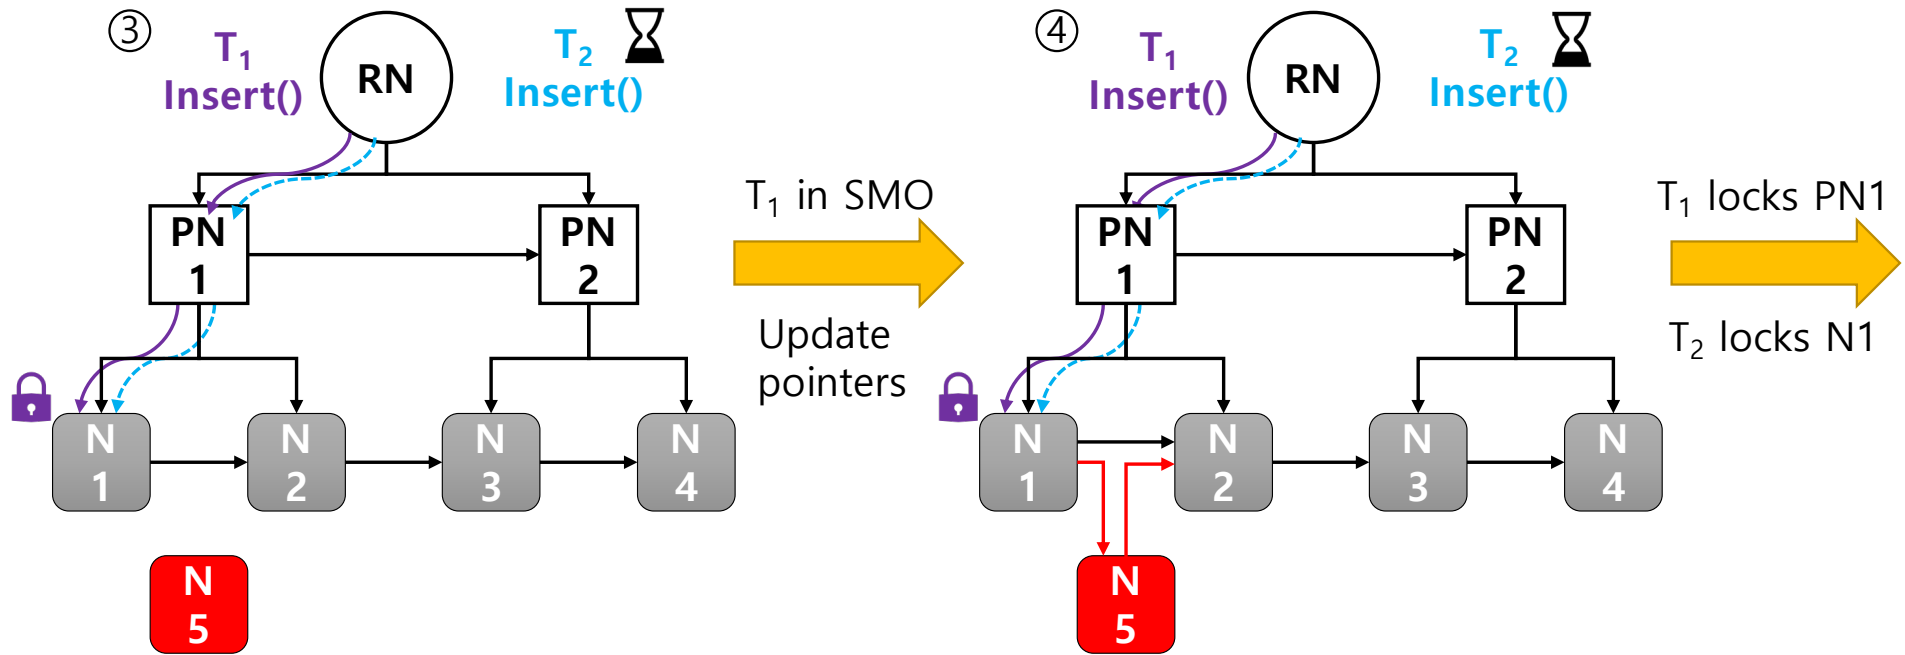 ③
T₁
Insert()
RN
T₂
Insert()
PN
1
PN
2
N
1
N
2
N
3
N
4
N
5
T₁ in SMO
Update
pointers
④
T₁
Insert()
RN
T₂
Insert()
PN
1
PN
2
N
1
N
2
N
3
N
4
N
5
T₁ locks PN1
T₂ locks N1